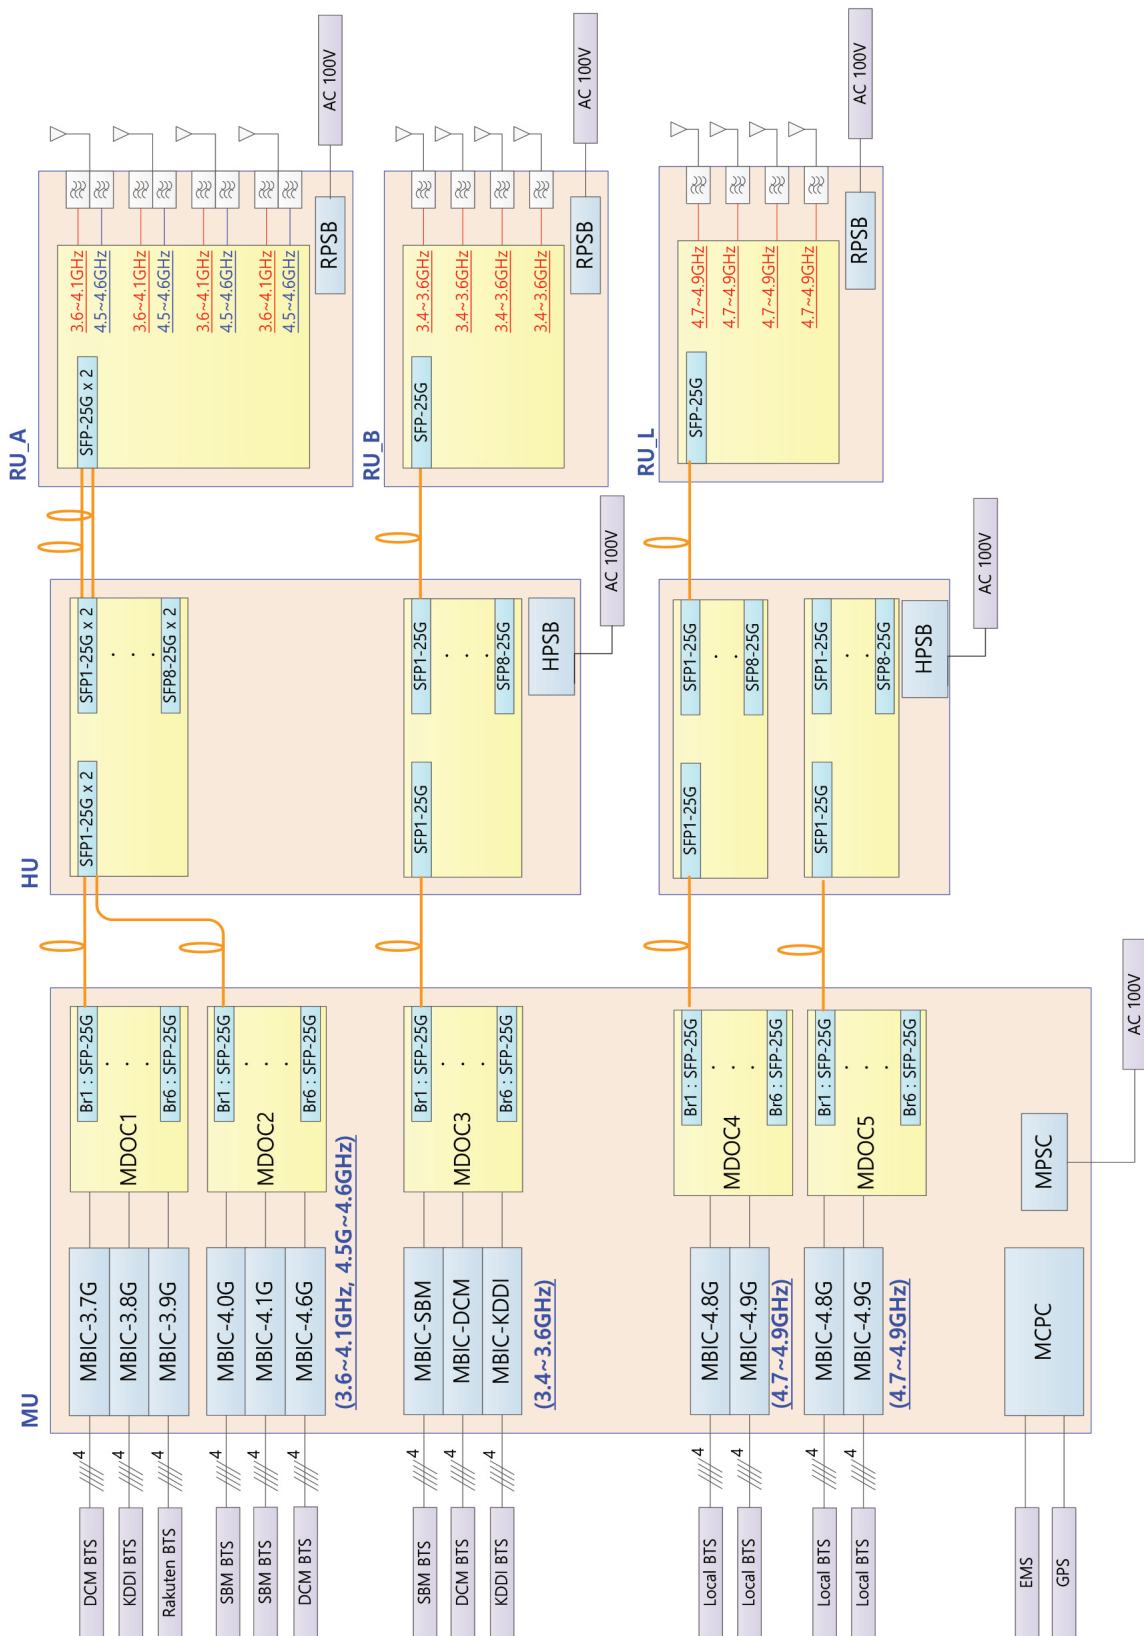 MU
DCM BTS
4
MBIC-3.7G
KDDI BTS
4
MBIC-3.8G
Rakuten BTS
4
MBIC-3.9G
MDOC1
Br1 : SFP-25G
Br6 : SFP-25G
SBM BTS
4
MBIC-4.0G
SBM BTS
4
MBIC-4.1G
DCM BTS
4
MBIC-4.6G
MDOC2
Br1 : SFP-25G
Br6 : SFP-25G
(3.6~4.1GHz, 4.5G~4.6GHz)
SBM BTS
4
MBIC-SBM
DCM BTS
4
MBIC-DCM
KDDI BTS
4
MBIC-KDDI
MDOC3
Br1 : SFP-25G
Br6 : SFP-25G
(3.4~3.6GHz)
Local BTS
4
MBIC-4.8G
Local BTS
4
MBIC-4.9G
MDOC4
Br1 : SFP-25G
Br6 : SFP-25G
(4.7~4.9GHz)
Local BTS
4
MBIC-4.8G
Local BTS
4
MBIC-4.9G
MDOC5
Br1 : SFP-25G
Br6 : SFP-25G
(4.7~4.9GHz)
EMS
GPS
MCPC
MPSC
AC 100V
HU
SFP1-25G x 2
SFP1-25G x 2
SFP8-25G x 2
SFP1-25G
SFP1-25G
SFP8-25G
HPSB
AC 100V
SFP1-25G
SFP1-25G
SFP8-25G
SFP1-25G
SFP1-25G
SFP8-25G
HPSB
AC 100V
RU_A
SFP-25G x 2
3.6~4.1GHz
4.5~4.6GHz
3.6~4.1GHz
4.5~4.6GHz
3.6~4.1GHz
4.5~4.6GHz
3.6~4.1GHz
4.5~4.6GHz
RPSB
AC 100V
RU_B
SFP-25G
3.4~3.6GHz
3.4~3.6GHz
3.4~3.6GHz
3.4~3.6GHz
RPSB
AC 100V
RU_L
SFP-25G
4.7~4.9GHz
4.7~4.9GHz
4.7~4.9GHz
4.7~4.9GHz
RPSB
AC 100V